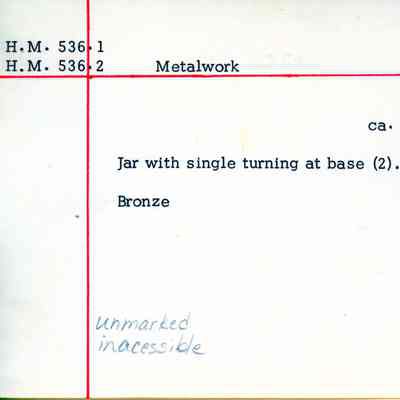 H.M. 536.1
H.M. 536.2 Metalwork
ca.
Jar with single turning at base (2).
Bronze
unmarked
inacessible